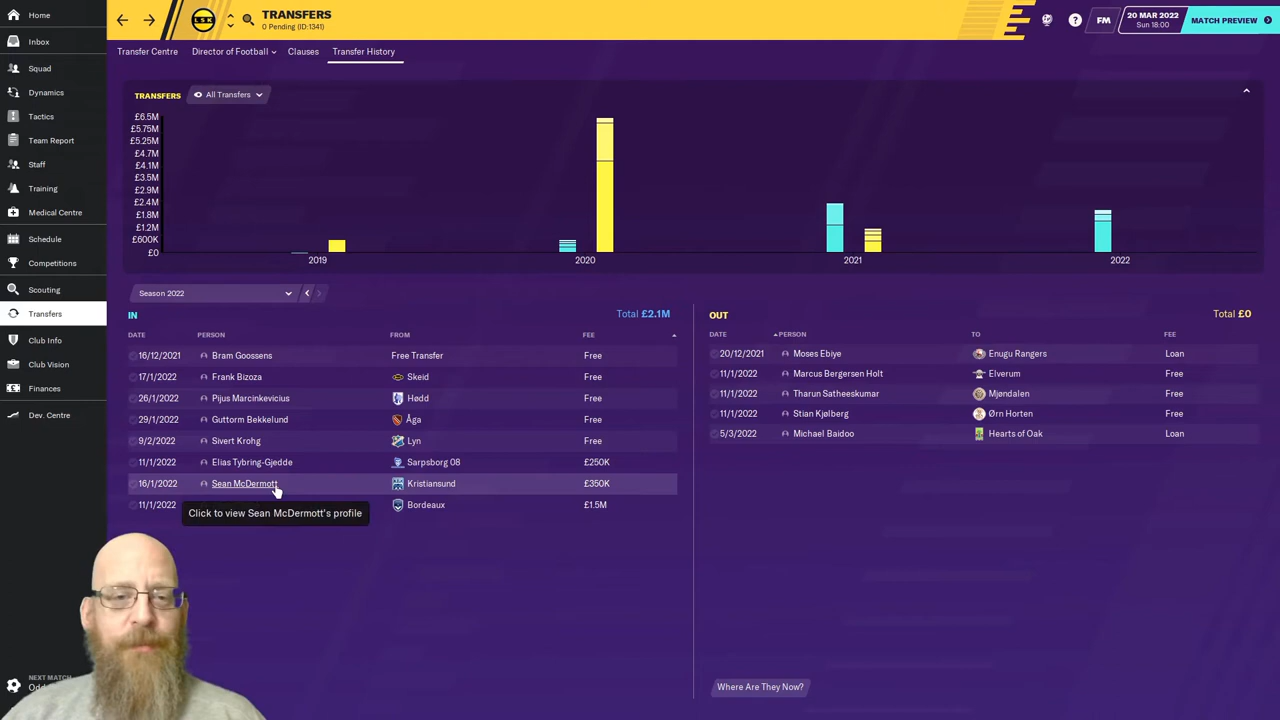 Home
Inbox
Squad
Dynamics
Tactics
Team Report
Staff
Training
Medical Centre
Schedule
Competitions
Scouting
Transfers
Club Info
Club Vision
Finances
Dev. Centre
NEXT MATCH
LSK
TRANSFERS
0 Pending (ID:1341)
?
FM
20 MAR 2022
Sun 18:00
MATCH PREVIEW
Transfer Centre
Director of Football
Clauses
Transfer History
TRANSFERS
All Transfers
£6.5M
£5.75M
£5.25M
£4.7M
£4.1M
£3.5M
£2.9M
£2.4M
£1.8M
£1.2M
£600K
£0
2019 2020 2021 2022
Season 2022
IN Total £2.1M
DATE PERSON FROM FEE
16/12/2021 Bram Goossens Free Transfer Free
17/1/2022 Frank Bizoza Skeid Free
26/1/2022 Pijus Marcinkevicius Hødd Free
29/1/2022 Guttorm Bekkelund Åga Free
9/2/2022 Sivert Krohg Lyn Free
11/1/2022 Elias Tybring-Gjedde Sarpsborg 08 £250K
16/1/2022 Sean McDermott Kristiansund £350K
11/1/2022 Bordeaux £1.5M
Click to view Sean McDermott's profile
OUT Total £0
DATE PERSON TO FEE
20/12/2021 Moses Ebiye Enugu Rangers Loan
11/1/2022 Marcus Bergersen Holt Elverum Free
11/1/2022 Tharun Satheeskumar Mjøndalen Free
11/1/2022 Stian Kjølberg Ørn Horten Free
5/3/2022 Michael Baidoo Hearts of Oak Loan
Where Are They Now?